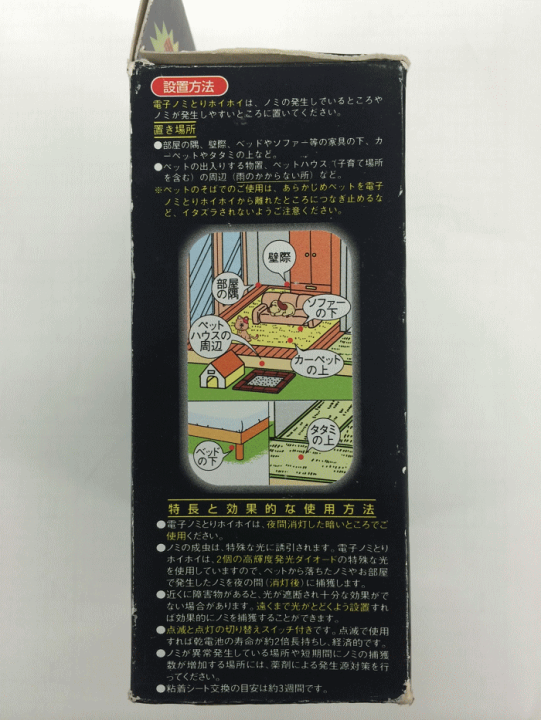 設置方法
電子ノミとりホイホイは、ノミの発生しているところや
ノミが発生しやすいところに置いてください。
置き場所
●部屋の隅、壁際、ベッドやソファー等の家具の下、カ
ーペットやタタミの上など。
●ペットの出入りする物置、ペットハウス(子育て場所
を含む)の周辺(雨のかからない所)など。
※ペットのそばでのご使用は、あらかじめペットを電子
ノミとりホイホイから離れたところにつなぎ止めるな
ど、イタズラされないようご注意ください。
壁際
部屋
の隅
ソファー
の下
ペット
ハウスの
周辺
カーペット
の上
ベッド
の下
タタミ
の上
特長と効果的な使用方法
●電子ノミとりホイホイは、夜間消灯した暗いところでご
使用ください。
●ノミの成虫は、特殊な光に誘引されます。電子ノミとり
ホイホイは、2個の高輝度発光ダイオードの特殊な光
を使用していますので、ペットから落ちたノミやお部屋
で発生したノミを夜の間(消灯後)に捕獲します。
●近くに障害物があると、光が遮断され十分な効果がで
ない場合があります。遠くまで光がとどくよう設置すれ
ば効果的にノミを捕獲することができます。
●点滅と点灯の切り替えスイッチ付きです。点滅で使用
すれば乾電池の寿命が約2倍長持ちし、経済的です。
●ノミが異常発生している場所や短期間にノミの捕獲
数が増加する場所には、薬剤による発生源対策を行
ってください。
●粘着シート交換の目安は約3週間です。